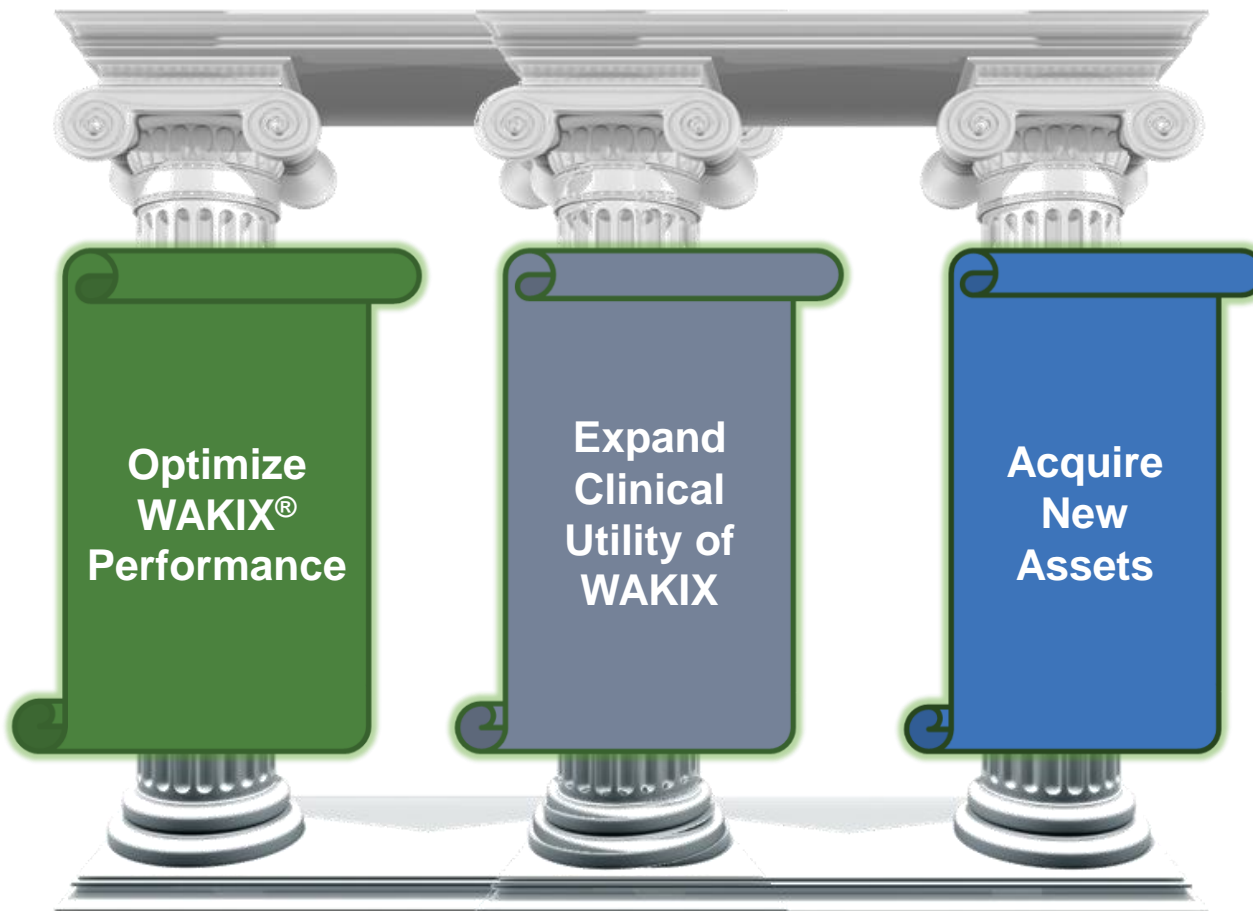 Optimize
WAKIX®
Performance
Expand
Clinical
Utility of
WAKIX
Acquire
New
Assets